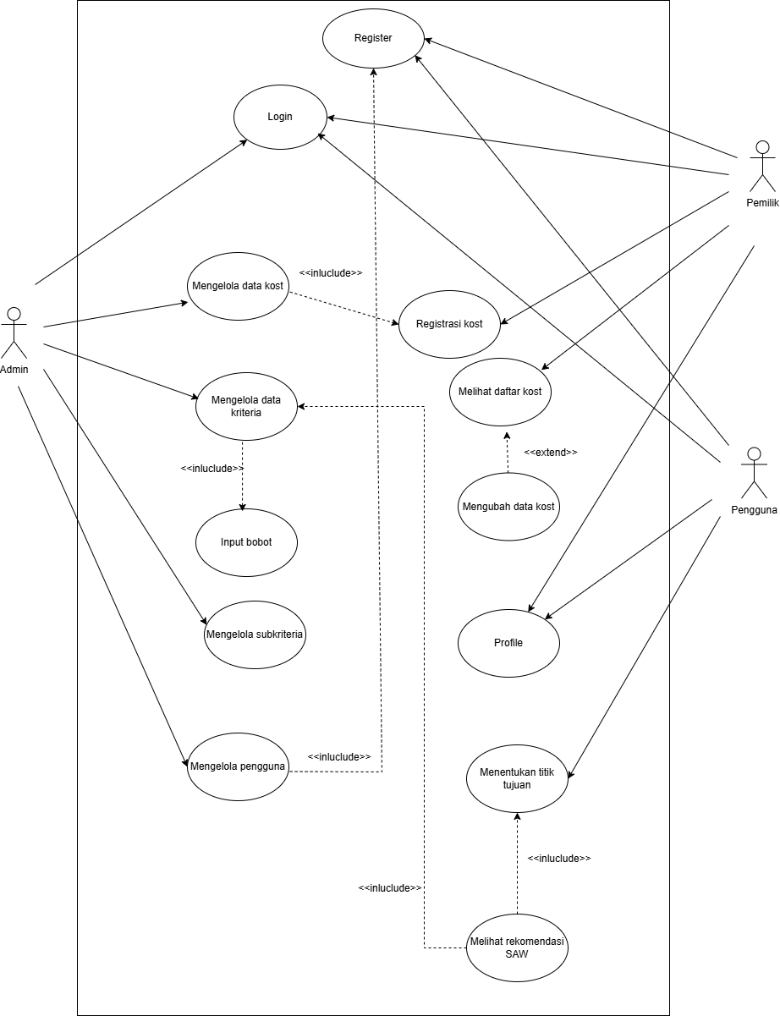 Register
Login
Pemilik
Mengelola data kost
<<inluclude>>
Registrasi kost
Admin
Mengelola data
kriteria
Melihat daftar kost
<<inluclude>>
<<extend>>
Mengubah data kost
Pengguna
Input bobot
Mengelola subkriteria
Profile
Mengelola pengguna
<<inluclude>>
Menentukan titik
tujuan
<<inluclude>>
<<inluclude>>
Melihat rekomendasi
SAW